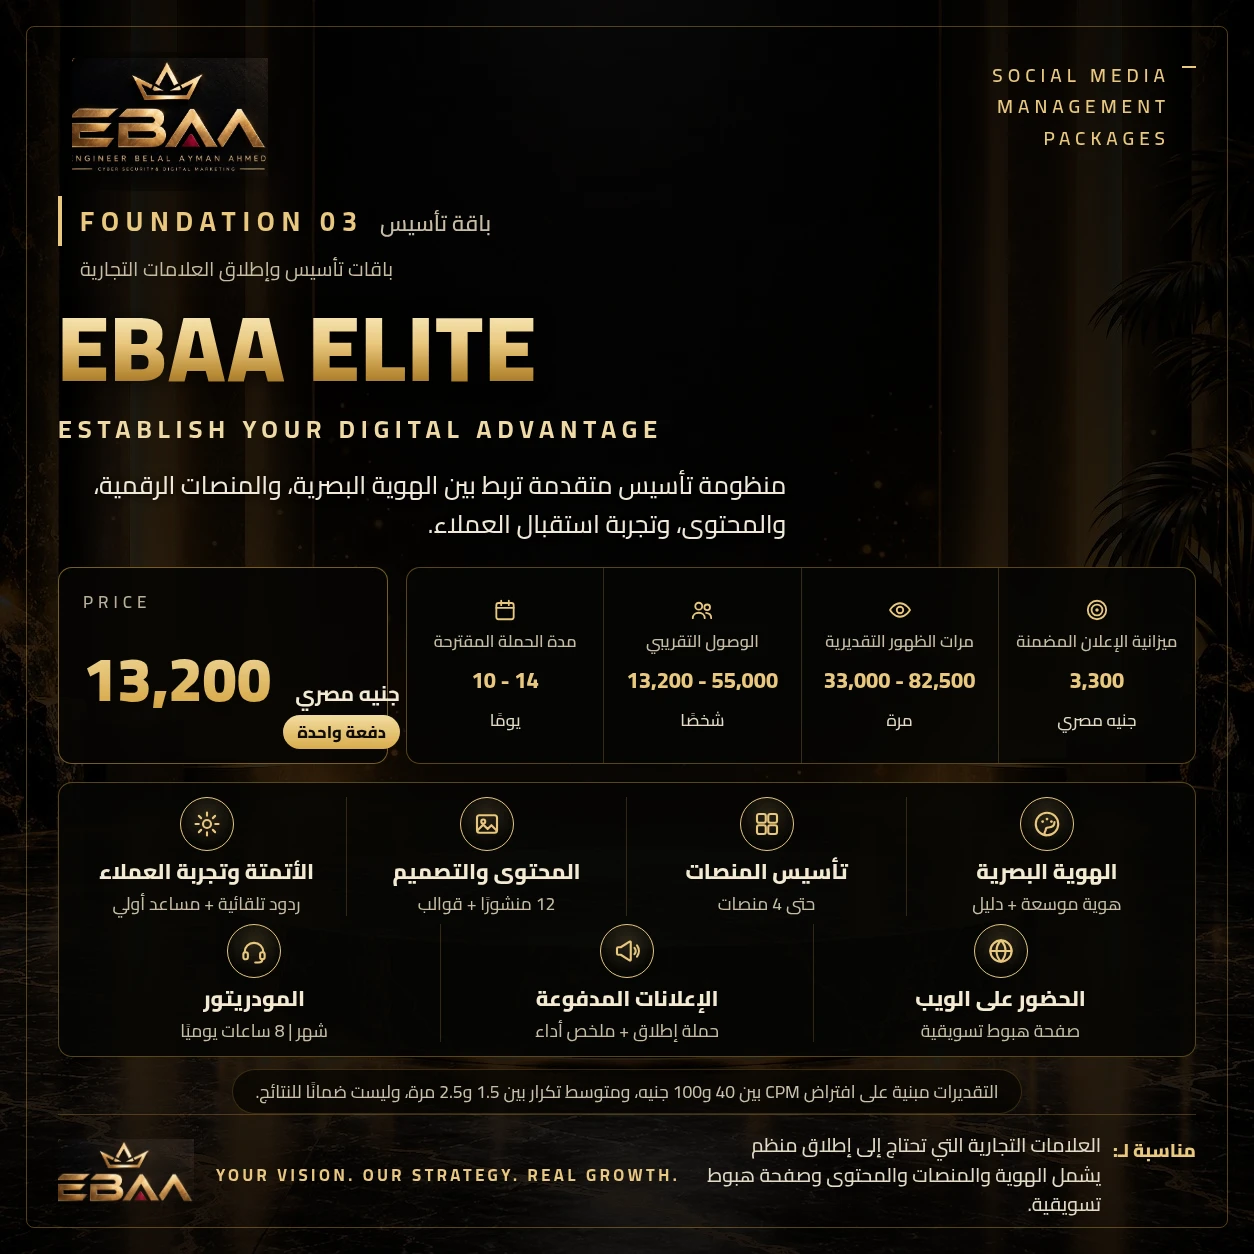 EBAA
ENGINEER BELAL AYMAN AHMED
CYBER SECURITY & DIGITAL MARKETING
SOCIAL MEDIA
MANAGEMENT
PACKAGES
FOUNDATION 03 باقة تأسيس
باقات تأسيس وإطلاق العلامات التجارية
EBAA ELITE
ESTABLISH YOUR DIGITAL ADVANTAGE
منظومة تأسيس متقدمة تربط بين الهوية البصرية، والمنصات الرقمية،
والمحتوى، وتجربة استقبال العملاء.
PRICE
13,200 جنيه مصري
دفعة واحدة
ميزانية الإعلان المضمنة
3,300
جنيه مصري
مرات الظهور التقديرية
33,000 - 82,500
مرة
الوصول التقريبي
13,200 - 55,000
شخصًا
مدة الحملة المقترحة
10 - 14
يومًا
الهوية البصرية
هوية موسعة + دليل
تأسيس المنصات
حتى 4 منصات
المحتوى والتصميم
12 منشورًا + قوالب
الأتمتة وتجربة العملاء
ردود تلقائية + مساعد أولي
الحضور على الويب
صفحة هبوط تسويقية
الإعلانات المدفوعة
حملة إطلاق + ملخص أداء
المودريتور
شهر | 8 ساعات يوميًا
التقديرات مبنية على افتراض CPM بين 40 و100 جنيه، ومتوسط تكرار بين 1.5 و2.5 مرة، وليست ضمانًا للنتائج.
مناسبة لـ: العلامات التجارية التي تحتاج إلى إطلاق منظم
يشمل الهوية والمنصات والمحتوى وصفحة هبوط
تسويقية.
YOUR VISION. OUR STRATEGY. REAL GROWTH.
EBAA